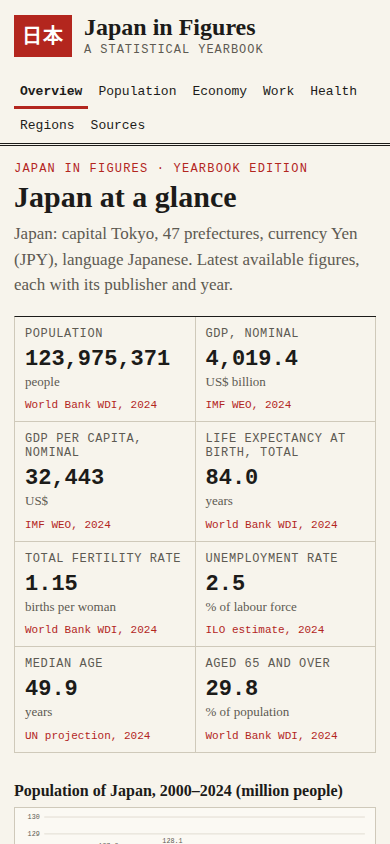 日本
Japan in Figures
A STATISTICAL YEARBOOK
Overview Population Economy Work Health
Regions Sources
JAPAN IN FIGURES · YEARBOOK EDITION
Japan at a glance
Japan: capital Tokyo, 47 prefectures, currency Yen
(JPY), language Japanese. Latest available figures,
each with its publisher and year.
POPULATION
123,975,371
people
World Bank WDI, 2024
GDP, NOMINAL
4,019.4
US$ billion
IMF WEO, 2024
GDP PER CAPITA,
NOMINAL
32,443
US$
IMF WEO, 2024
LIFE EXPECTANCY AT
BIRTH, TOTAL
84.0
years
World Bank WDI, 2024
TOTAL FERTILITY RATE
1.15
births per woman
World Bank WDI, 2024
UNEMPLOYMENT RATE
2.5
% of labour force
ILO estimate, 2024
MEDIAN AGE
49.9
years
UN projection, 2024
AGED 65 AND OVER
29.8
% of population
World Bank WDI, 2024
Population of Japan, 2000–2024 (million people)
130
129
128.1